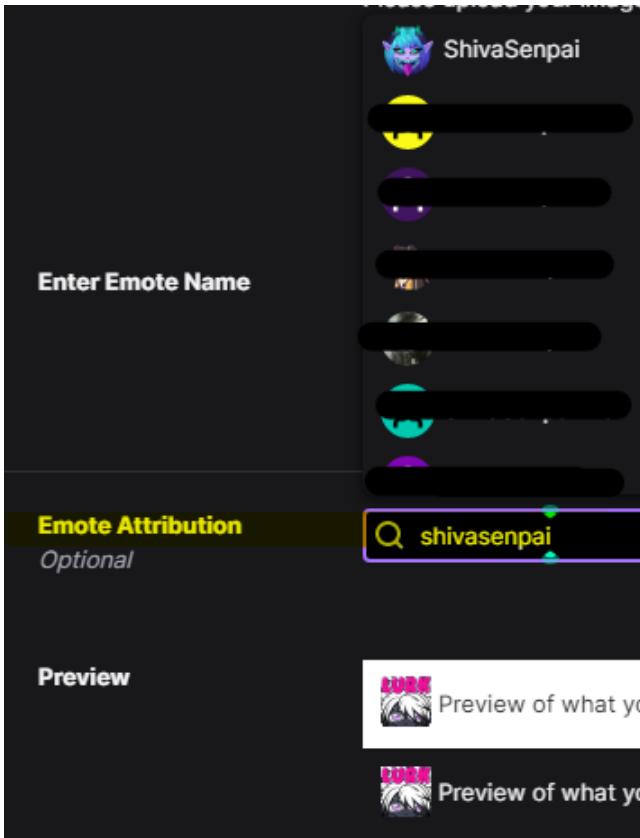 ShivaSenpai
Enter Emote Name
Emote Attribution
shivasenpai
Optional
Preview
LURK
Preview of what yo
LURK
Preview of what yo